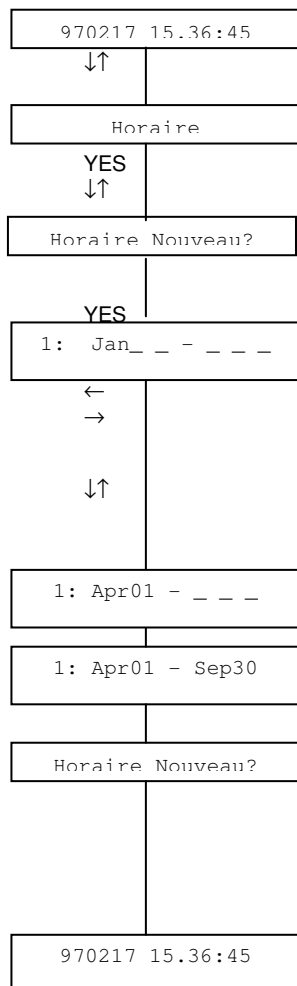 970217 15.36:45
↓↑
Horaire
YES
↓↑
Horaire Nouveau?
YES
1: Jan_ _ - _ _ _
←
→
↓↑
1: Apr01 - _ _ _
1: Apr01 - Sep30
Horaire Nouveau?
970217 15.36:45